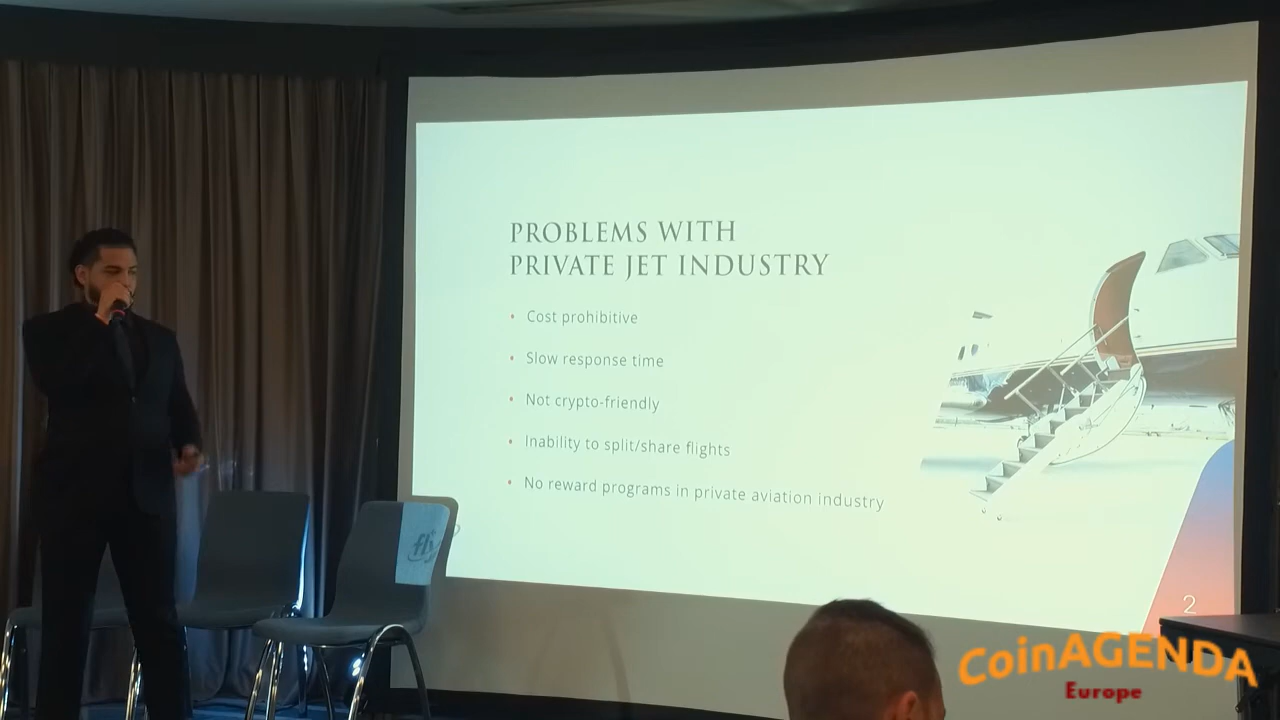 PROBLEMS WITH
PRIVATE JET INDUSTRY
• Cost prohibitive
• Slow response time
• Not crypto-friendly
• Inability to split/share flights
• No reward programs in private aviation industry
fly
2
CoinAGENDA
Europe